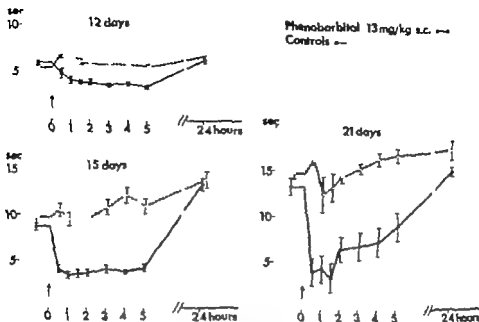 sec
12 days
10-
5-
0 1 2 3 4 5 24 hours
Phenobarbital 13mg/kg s.c.
Controls
sec
15 days
15
10-
5-
0 1 2 3 4 5 24 hours
sec
21 days
15-
10-
5-
0 1 2 3 4 5 24 hours